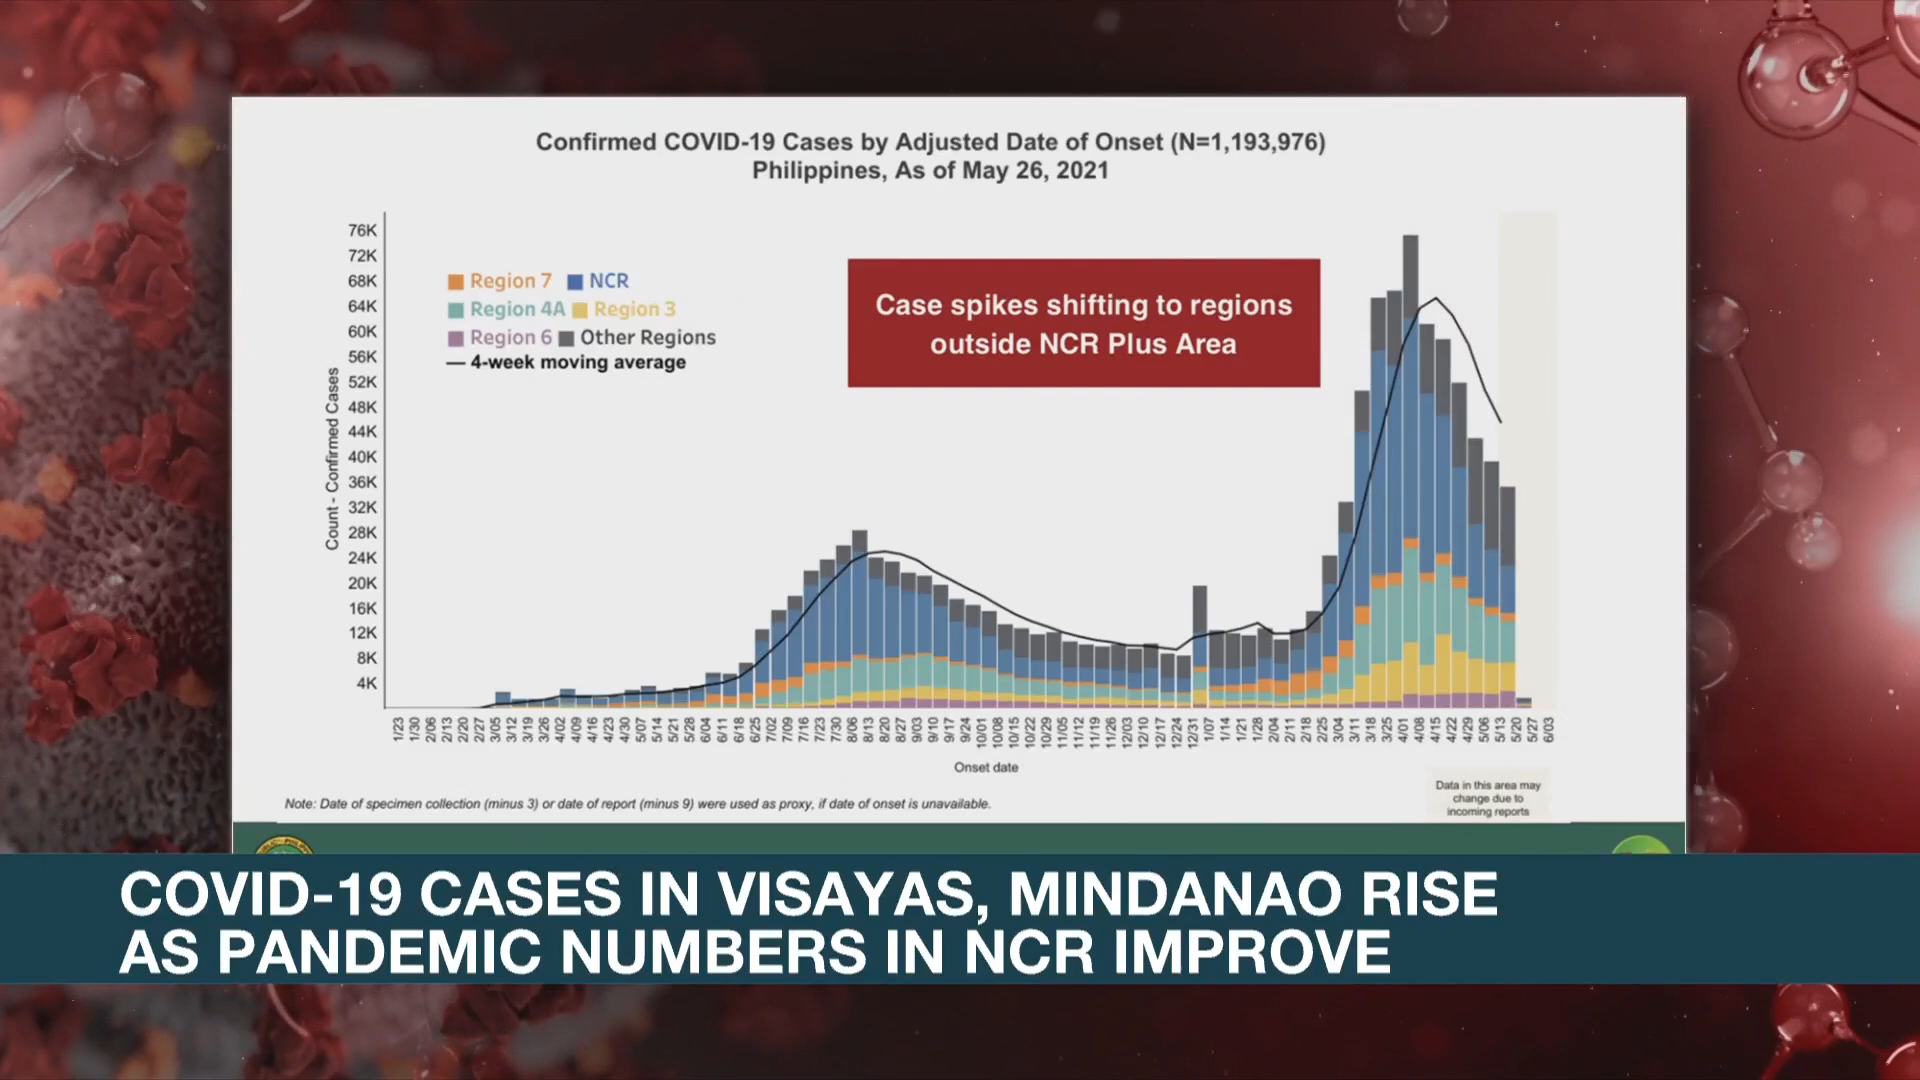 Confirmed COVID-19 Cases by Adjusted Date of Onset (N=1,193,976)
Philippines, As of May 26, 2021
76K
72K
68K
64K
60K
56K
52K
48K
44K
40K
36K
32K
28K
24K
20K
16K
12K
8K
4K
Count - Confirmed Cases
Region 7 NCR
Region 4A Region 3
Region 6 Other Regions
4-week moving average
Case spikes shifting to regions
outside NCR Plus Area
1/23 1/30 2/06 2/13 2/20 2/27 3/05 3/12 3/19 3/26 4/02 4/09 4/16 4/23 4/30 5/07 5/14 5/21 5/28 6/04 6/11 6/18 6/25 7/02 7/09 7/16 7/23 7/30 8/06 8/13 8/20 8/27 9/03 9/10 9/17 9/24 10/01 10/08 10/15 10/22 10/29 11/05 11/12 11/19 11/26 12/03 12/10 12/17 12/24 12/31 1/07 1/14 1/21 1/28 2/04 2/11 2/18 2/25 3/04 3/11 3/18 3/25 4/01 4/08 4/15 4/22 4/29 5/06 5/13 5/20 5/27 6/03
Onset date
Data in this area may
change due to
incoming reports
Note: Date of specimen collection (minus 3) or date of report (minus 9) were used as proxy, if date of onset is unavailable.
COVID-19 CASES IN VISAYAS, MINDANAO RISE
AS PANDEMIC NUMBERS IN NCR IMPROVE